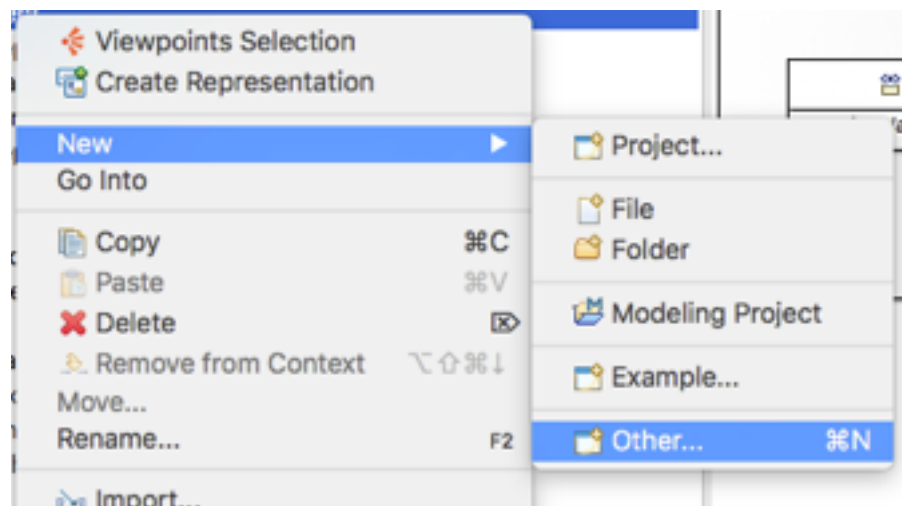 Viewpoints Selection
Create Representation
New
Go Into
Copy ⌘C
Paste ⌘V
Delete ⌦
Remove from Context ⌥⇧⌘↓
Move...
Rename... F2
Import...
Project...
File
Folder
Modeling Project
Example...
Other... ⌘N